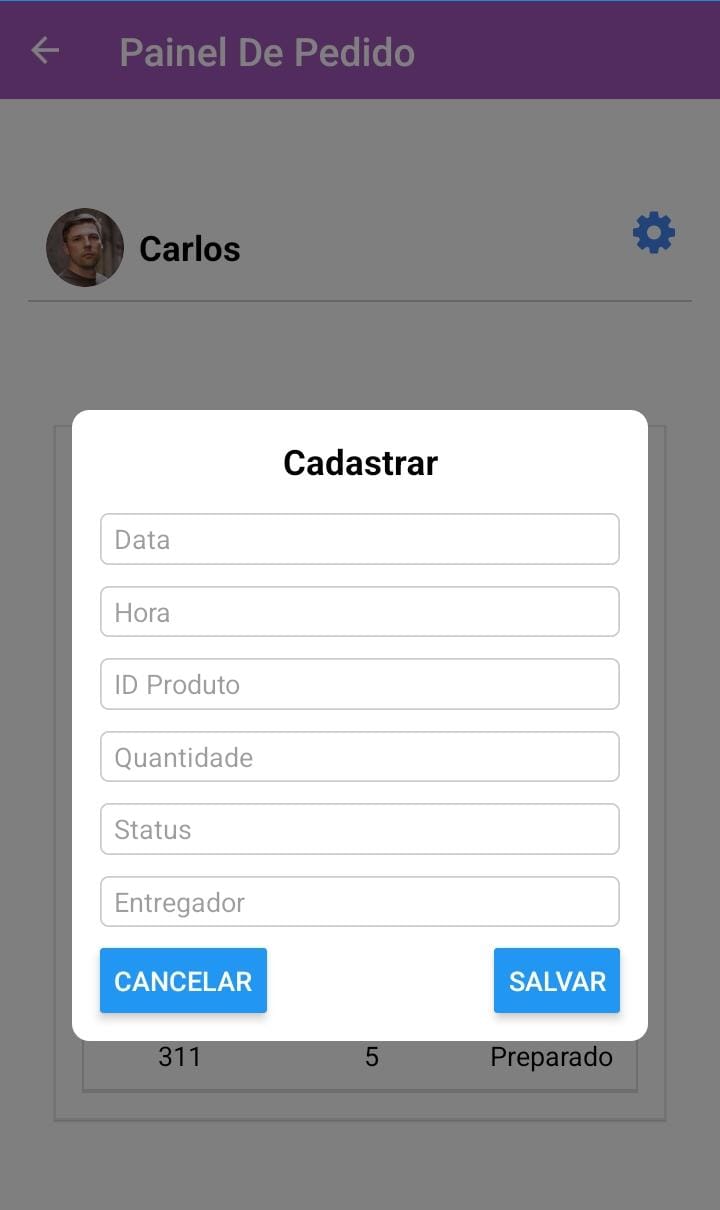 Painel De Pedido
Carlos
Cadastrar
Data
Hora
ID Produto
Quantidade
Status
Entregador
CANCELAR SALVAR
311 5 Preparado